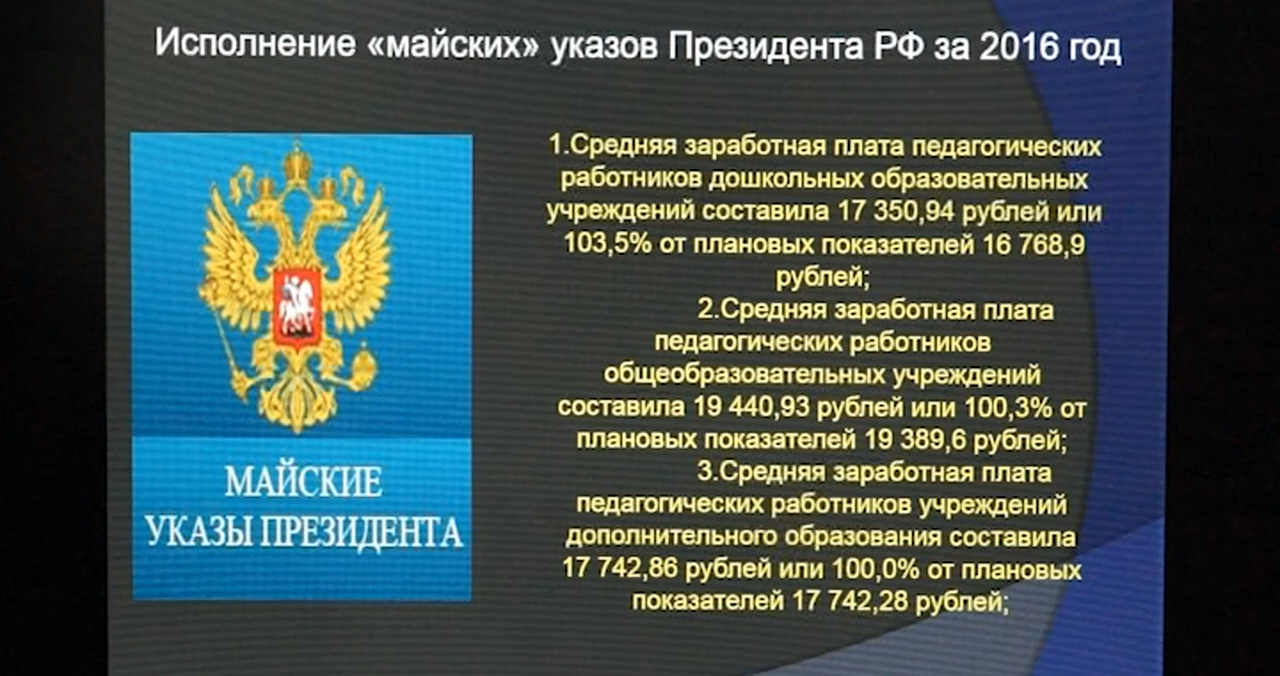 Исполнение «майских» указов Президента РФ за 2016 год
МАЙСКИЕ
УКАЗЫ ПРЕЗИДЕНТА
1.Средняя заработная плата педагогических
работников дошкольных образовательных
учреждений составила 17 350,94 рублей или
103,5% от плановых показателей 16 768,9
рублей;
2.Средняя заработная плата
педагогических работников
общеобразовательных учреждений
составила 19 440,93 рублей или 100,3% от
плановых показателей 19 389,6 рублей;
3.Средняя заработная плата
педагогических работников учреждений
дополнительного образования составила
17 742,86 рублей или 100,0% от плановых
показателей 17 742,28 рублей;